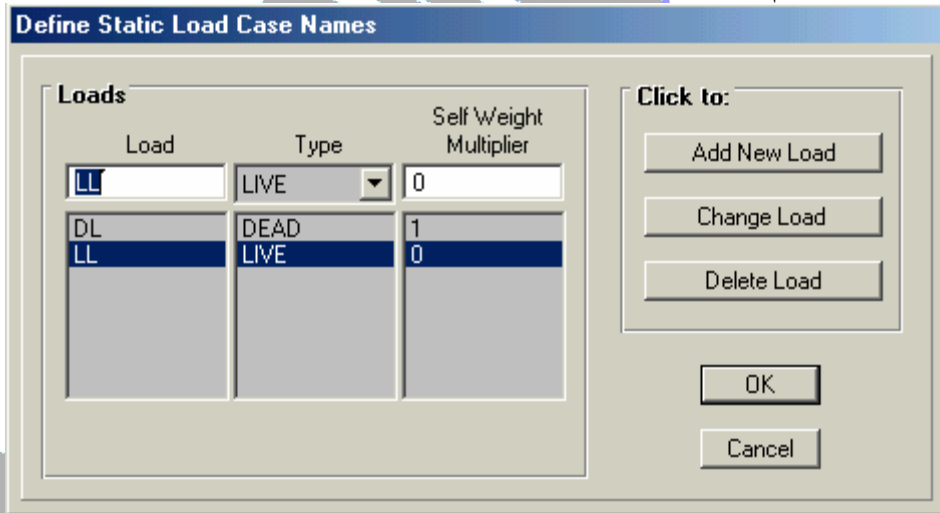 Define Static Load Case Names
Loads
Load Type Self Weight Multiplier
LL LIVE 0
DL DEAD 1
LL LIVE 0
Click to:
Add New Load
Change Load
Delete Load
OK
Cancel